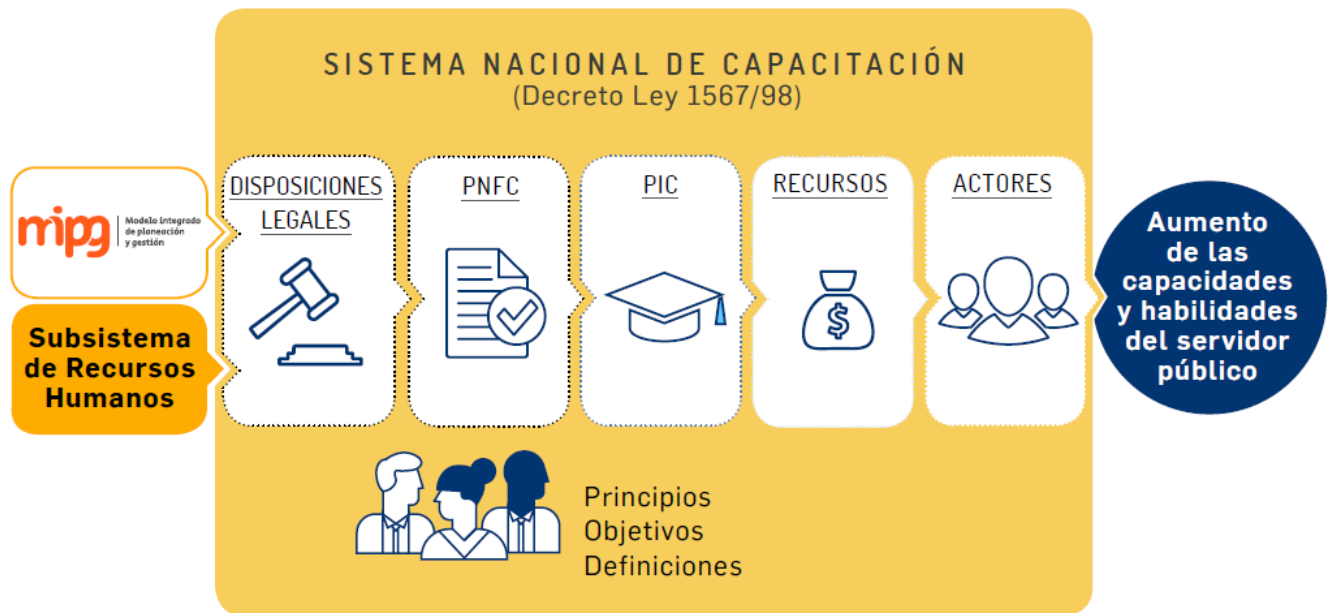 SISTEMA NACIONAL DE CAPACITACIÓN
(Decreto Ley 1567/98)
mipg
Modelo integrado
de planeación
y gestión
Subsistema
de Recursos
Humanos
DISPOSICIONES
LEGALES
PNFC
PIC
RECURSOS
$
ACTORES
Aumento
de las
capacidades
y habilidades
del servidor
público
Principios
Objetivos
Definiciones